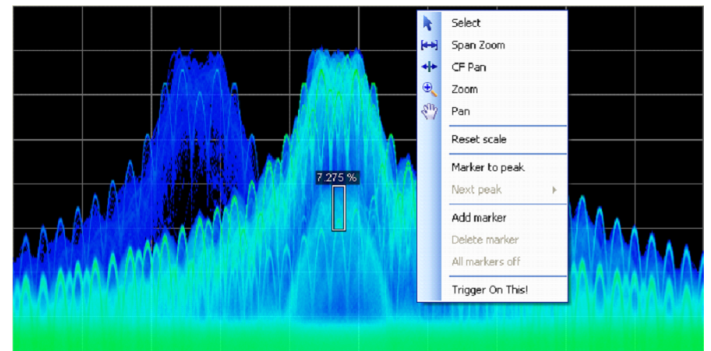 Select
Span Zoom
CF Pan
Zoom
Pan
Reset scale
Marker to peak
Next peak
Add marker
Delete marker
All markers off
Trigger On This!
7.275 %